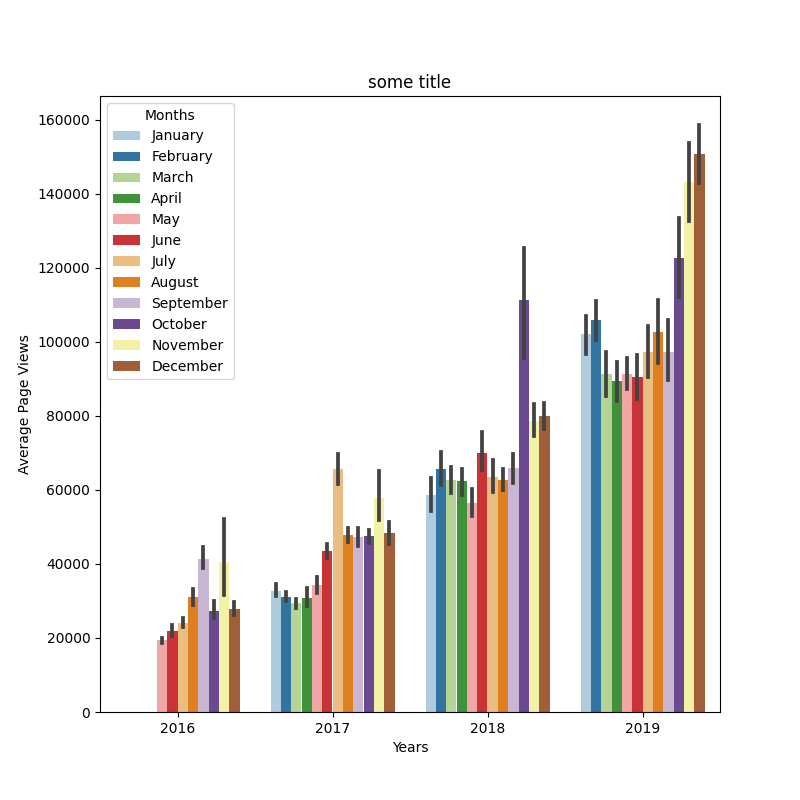 some title
Months
January
February
March
April
May
June
July
August
September
October
November
December
160000
140000
120000
100000
80000
60000
40000
20000
0
Average Page Views
2016 2017 2018 2019
Years